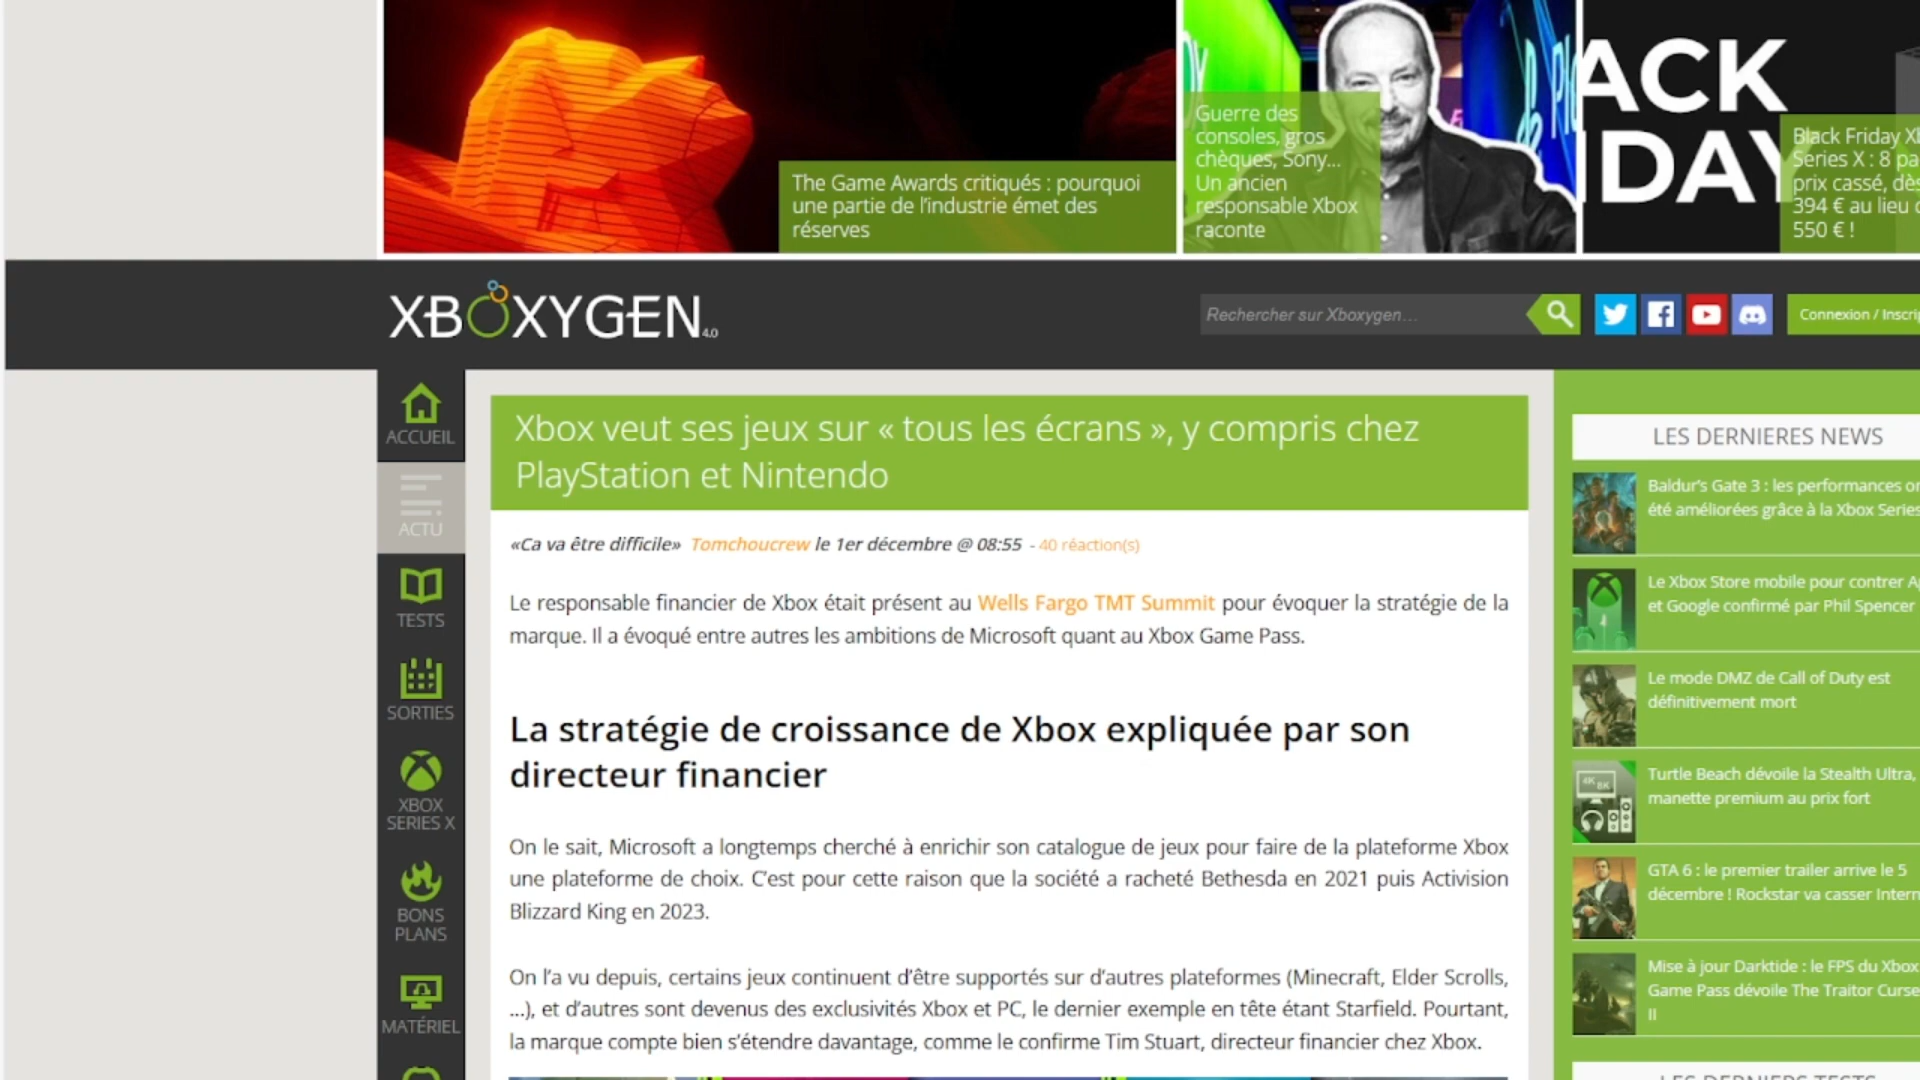 The Game Awards critiqués : pourquoi
une partie de l'industrie émet des
réserves
Guerre des
consoles, gros
chèques, Sony...
Un ancien
responsable Xbox
raconte
ACK
DAY
Black Friday
Series X : 8
prix cassé, dès
394 € au lieu
550 € !
XBOXYGEN 4.0
Rechercher sur Xboxygen...
Connexion /
ACCUEIL
ACTU
TESTS
SORTIES
XBOX
SERIES X
BONS
PLANS
MATÉRIEL
Xbox veut ses jeux sur « tous les écrans », y compris chez
PlayStation et Nintendo
«Ca va être difficile» Tomchoucrew le 1er décembre @ 08:55 - 40 réaction(s)
Le responsable financier de Xbox était présent au Wells Fargo TMT Summit pour évoquer la stratégie de la
marque. Il a évoqué entre autres les ambitions de Microsoft quant au Xbox Game Pass.
La stratégie de croissance de Xbox expliquée par son
directeur financier
On le sait, Microsoft a longtemps cherché à enrichir son catalogue de jeux pour faire de la plateforme Xbox
une plateforme de choix. C'est pour cette raison que la société a racheté Bethesda en 2021 puis Activision
Blizzard King en 2023.
On l'a vu depuis, certains jeux continuent d'être supportés sur d'autres plateformes (Minecraft, Elder Scrolls,
...), et d'autres sont devenus des exclusivités Xbox et PC, le dernier exemple en tête étant Starfield. Pourtant,
la marque compte bien s'étendre davantage, comme le confirme Tim Stuart, directeur financier chez Xbox.
LES DERNIERES NEWS
Baldur's Gate 3 : les performances
été améliorées grâce à la Xbox Series
Le Xbox Store mobile pour contrer
et Google confirmé par Phil Spencer
Le mode DMZ de Call of Duty est
définitivement mort
Turtle Beach dévoile la Stealth Ultra,
manette premium au prix fort
GTA 6 : le premier trailer arrive le 5
décembre ! Rockstar va casser
Mise à jour Darktide : le FPS du Xbox
Game Pass dévoile The Traitor Curse
II
LES DERNIERS TESTS